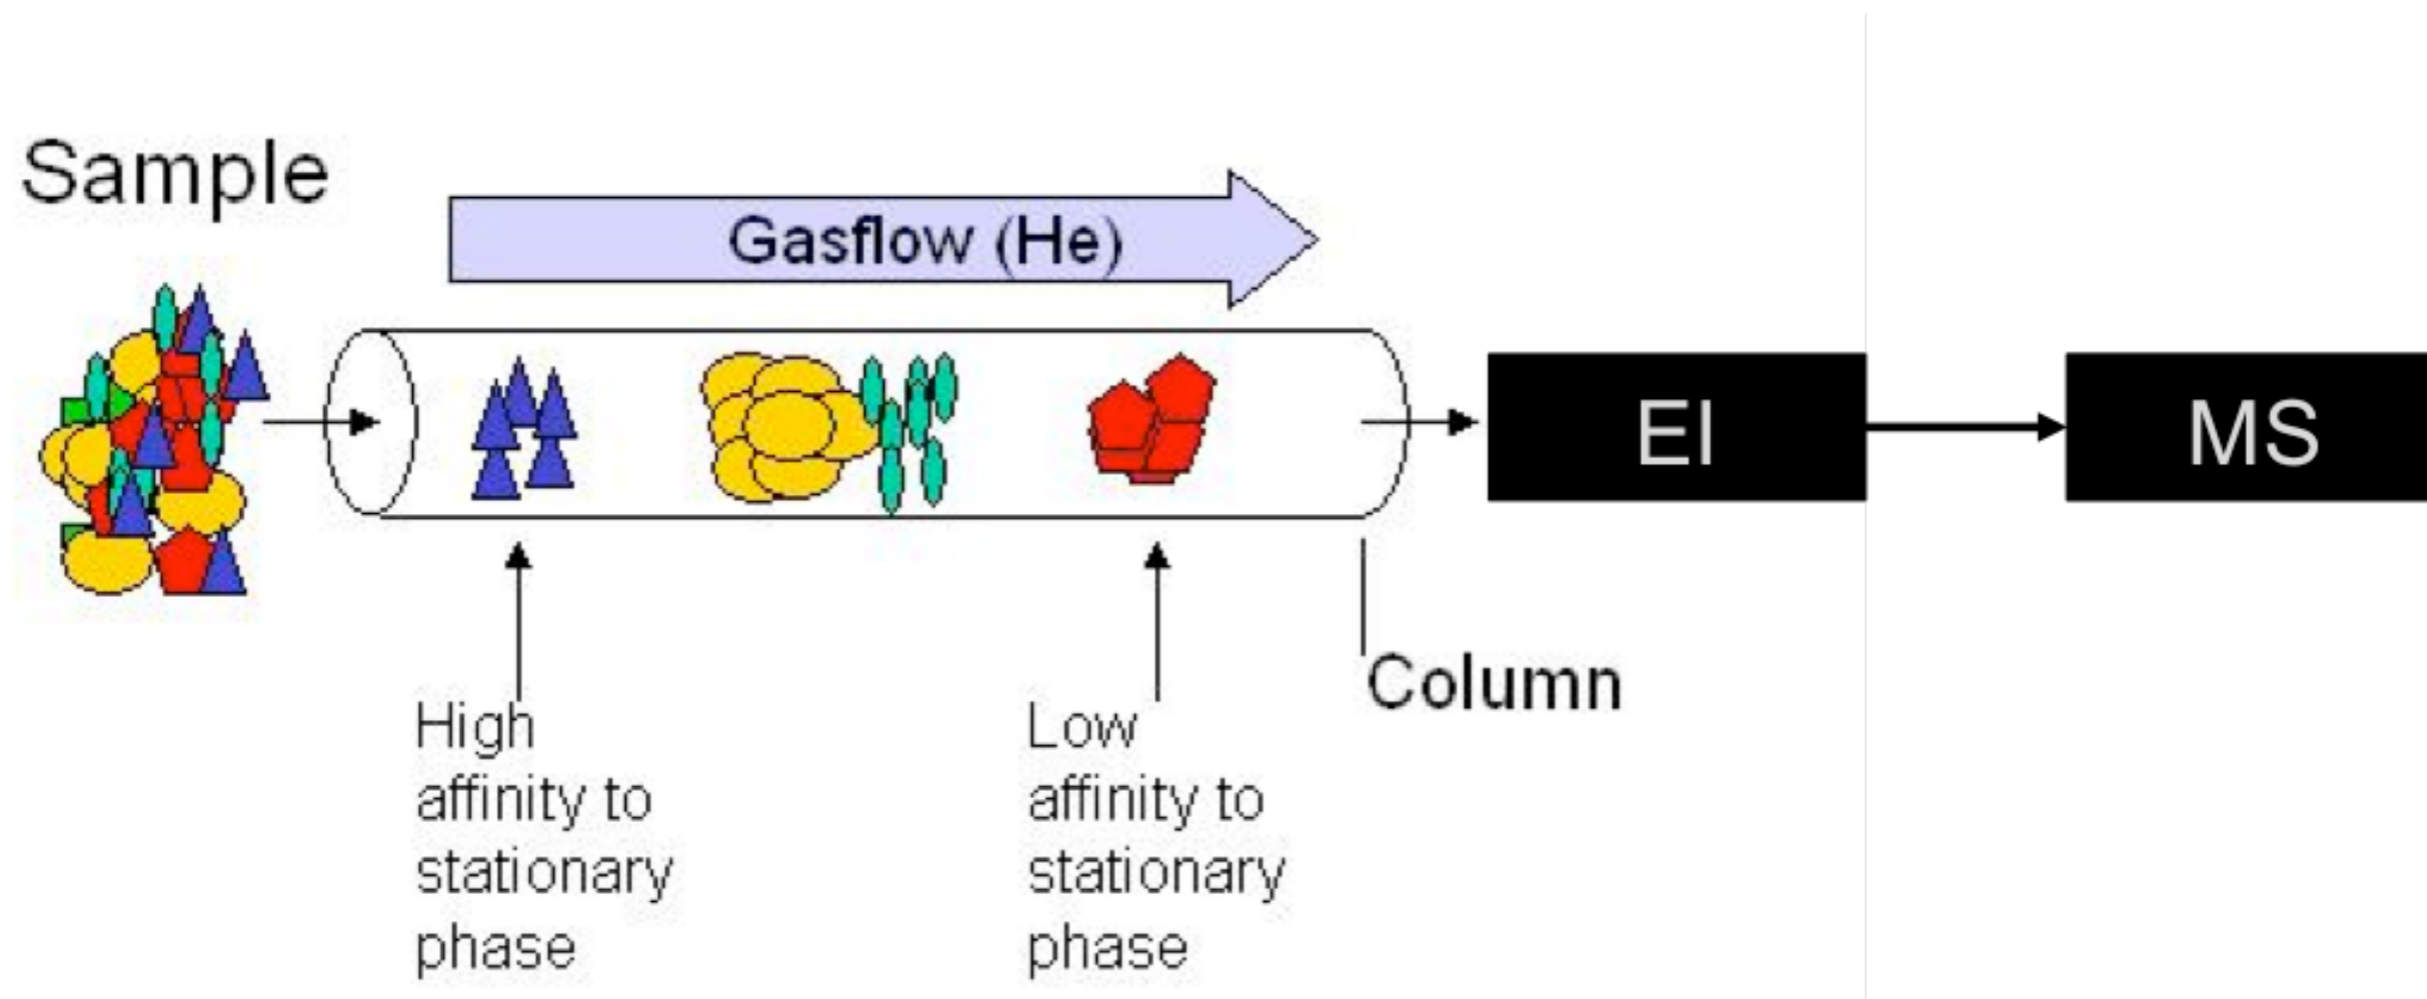 Sample
Gasflow (He)
EI
MS
Column
High
affinity to
stationary
phase
Low
affinity to
stationary
phase